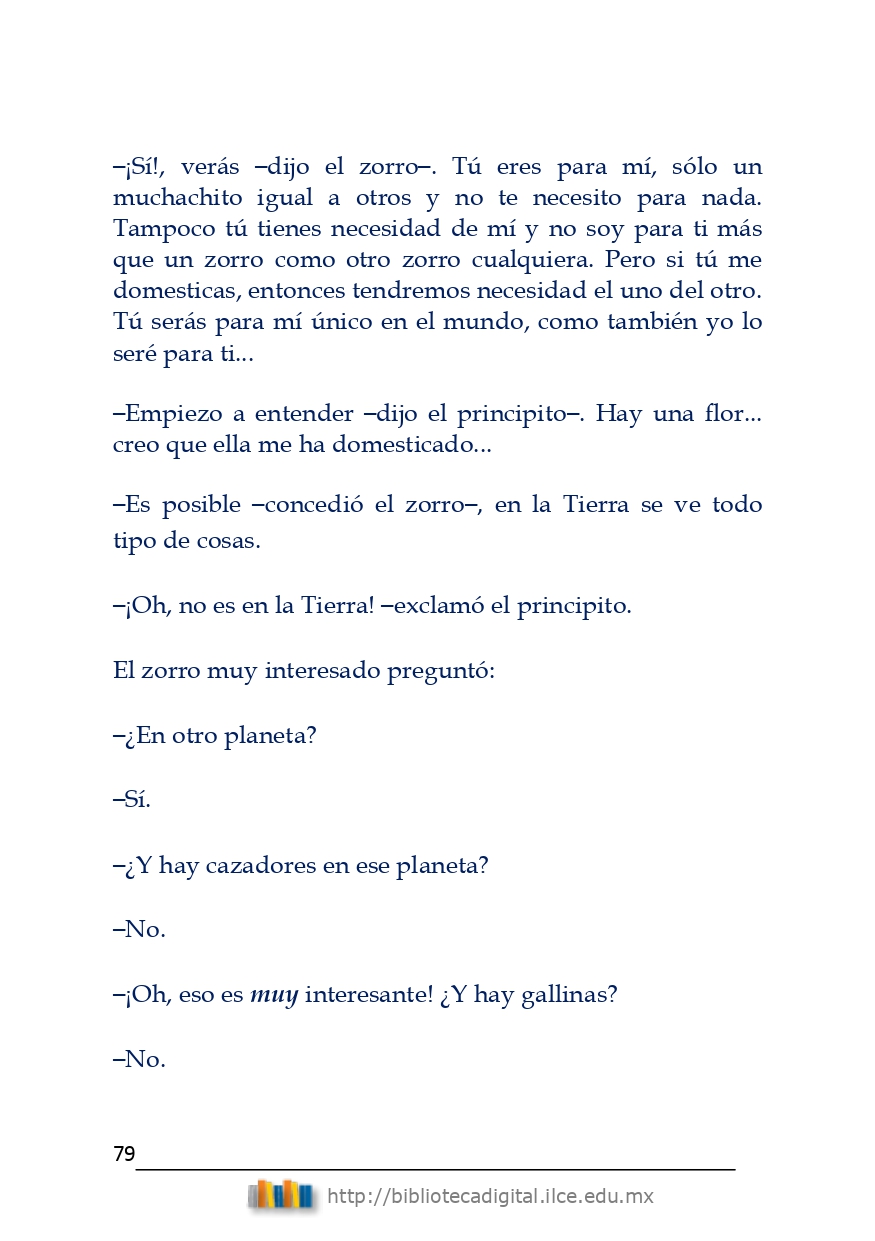 –¡Sí!, verás –dijo el zorro–. Tú eres para mí, sólo un
muchachito igual a otros y no te necesito para nada.
Tampoco tú tienes necesidad de mí y no soy para ti más
que un zorro como otro zorro cualquiera. Pero si tú me
domesticas, entonces tendremos necesidad el uno del otro.
Tú serás para mí único en el mundo, como también yo lo
seré para ti...
–Empiezo a entender –dijo el principito–. Hay una flor...
creo que ella me ha domesticado...
–Es posible –concedió el zorro–, en la Tierra se ve todo
tipo de cosas.
–¡Oh, no es en la Tierra! –exclamó el principito.
El zorro muy interesado preguntó:
–¿En otro planeta?
–Sí.
–¿Y hay cazadores en ese planeta?
–No.
–¡Oh, eso es muy interesante! ¿Y hay gallinas?
–No.
79
http://bibliotecadigital.ilce.edu.mx